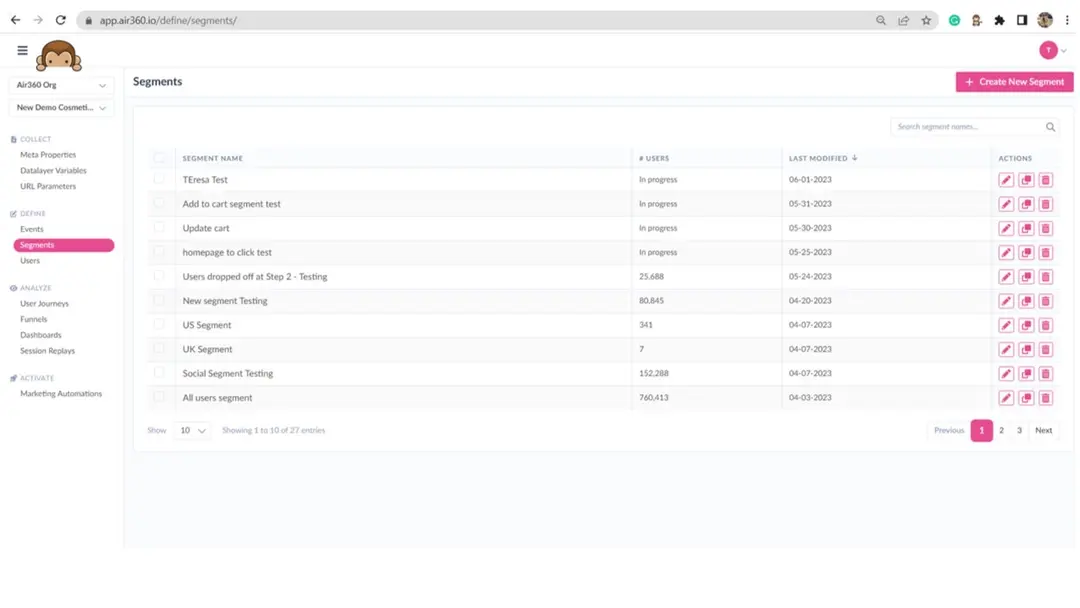 app.air360.io/define/segments/
T
Air360 Org
New Demo Cosmeti...
COLLECT
Meta Properties
Datalayer Variables
URL Parameters
DEFINE
Events
Segments
Users
ANALYZE
User Journeys
Funnels
Dashboards
Session Replays
ACTIVATE
Marketing Automations
Segments
+ Create New Segment
Search segment names...
SEGMENT NAME # USERS LAST MODIFIED ↓ ACTIONS
TEresa Test In progress 06-01-2023
Add to cart segment test In progress 05-31-2023
Update cart In progress 05-30-2023
homepage to click test In progress 05-25-2023
Users dropped off at Step 2 - Testing 25,688 05-24-2023
New segment Testing 80,845 04-20-2023
US Segment 341 04-07-2023
UK Segment 7 04-07-2023
Social Segment Testing 152,288 04-07-2023
All users segment 760,413 04-03-2023
Show 10 Showing 1 to 10 of 27 entries Previous 1 2 3 Next